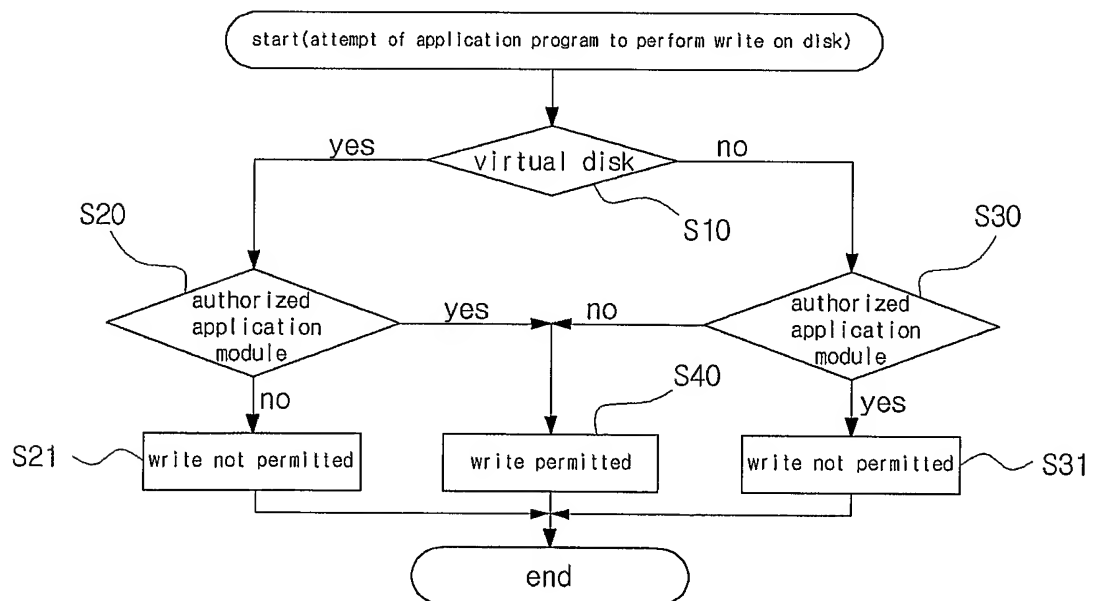 start(attempt of application program to perform write on disk)
yes
virtual disk
no
S10
S20
S30
authorized
application
module
yes
no
authorized
application
module
no
S40
yes
S21
write not permitted
write permitted
write not permitted
S31
end